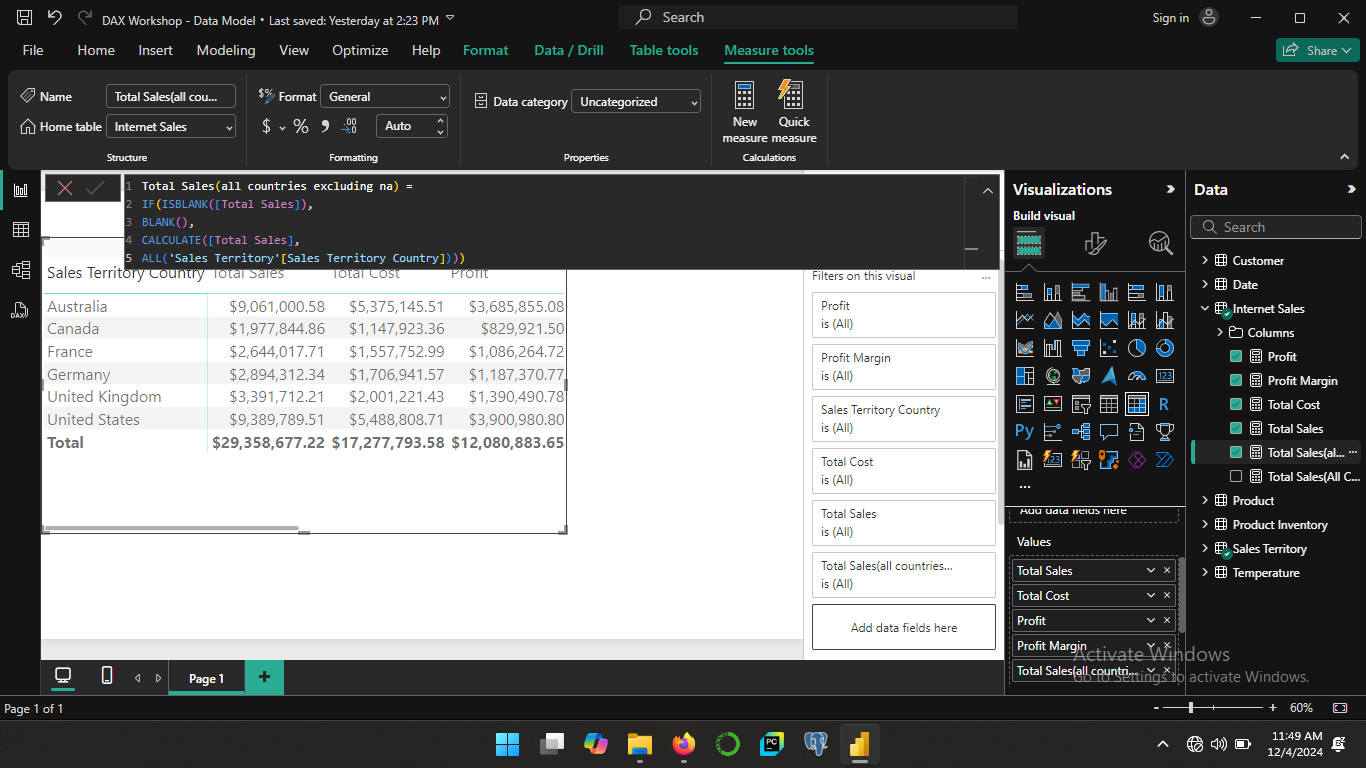 DAX Workshop - Data Model • Last saved: Yesterday at 2:23 PM
Search
Sign in
File
Home
Insert
Modeling
View
Optimize
Help
Format
Data / Drill
Table tools
Measure tools
Share
Name
Total Sales(all cou...
Home table
Internet Sales
Structure
$% Format
General
$ % , .00
Auto
Formatting
Data category
Uncategorized
Properties
New measure
Quick measure
Calculations
1 Total Sales(all countries excluding na) =
2 IF(ISBLANK([Total Sales]),
3 BLANK(),
4 CALCULATE([Total Sales],
5 ALL('Sales Territory'[Sales Territory Country])))
Sales Territory Country Total Sales Total Cost Profit
Australia $9,061,000.58 $5,375,145.51 $3,685,855.08
Canada $1,977,844.86 $1,147,923.36 $829,921.50
France $2,644,017.71 $1,557,752.99 $1,086,264.72
Germany $2,894,312.34 $1,706,941.57 $1,187,370.77
United Kingdom $3,391,712.21 $2,001,221.43 $1,390,490.78
United States $9,389,789.51 $5,488,808.71 $3,900,980.80
Total $29,358,677.22 $17,277,793.58 $12,080,883.65
Filters on this visual ...
Profit
is (All)
Profit Margin
is (All)
Sales Territory Country
is (All)
Total Cost
is (All)
Total Sales
is (All)
Total Sales(all countries...
is (All)
Add data fields here
Visualizations
Build visual
123
R
Py
123
...
Add data fields here
Values
Total Sales
Total Cost
Profit
Profit Margin
Total Sales(all countri...
Data
Search
Customer
Date
Internet Sales
Columns
Profit
Profit Margin
Total Cost
Total Sales
Total Sales(al... ...
Total Sales(All C...
Product
Product Inventory
Sales Territory
Temperature
Activate Windows
Go to Settings to activate Windows.
Page 1
Page 1 of 1
- + 60%
PC
11:49 AM
12/4/2024